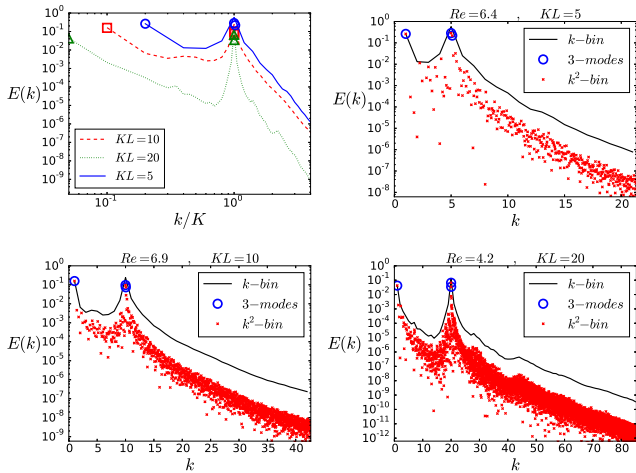 10^0
10^-1
10^-2
10^-3
10^-4
10^-5
10^-6
10^-7
10^-8
10^-9
E(k)
KL=10
KL=20
KL=5
10^-1
10^0
k/K
Re=6.4 , KL=5
10^0
10^-1
10^-2
10^-3
10^-4
10^-5
10^-6
10^-7
10^-8
E(k)
k−bin
3−modes
k^2−bin
0
5
10
15
20
k
Re=6.9 , KL=10
10^0
10^-1
10^-2
10^-3
10^-4
10^-5
10^-6
10^-7
10^-8
10^-9
E(k)
k−bin
3−modes
k^2−bin
0
5
10
15
20
25
30
35
40
k
Re=4.2 , KL=20
10^0
10^-1
10^-2
10^-3
10^-4
10^-5
10^-6
10^-7
10^-8
10^-9
10^-10
10^-11
10^-12
E(k)
k−bin
3−modes
k^2−bin
0
10
20
30
40
50
60
70
80
k